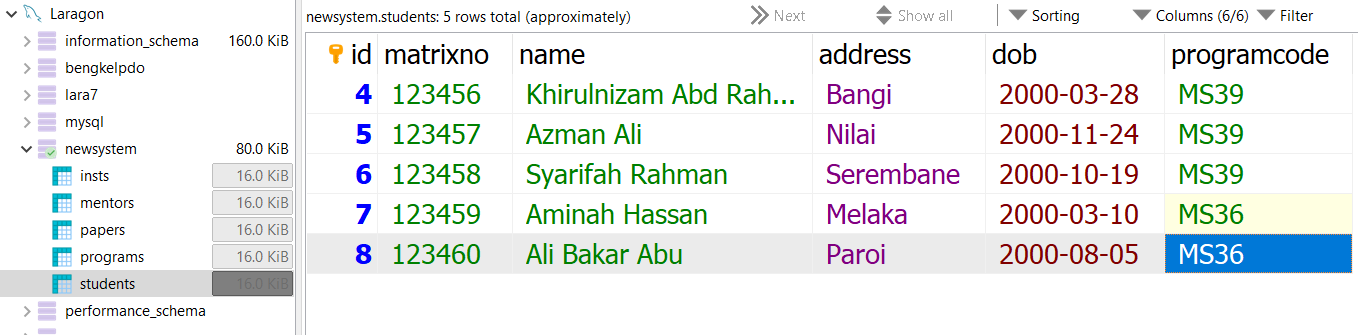 Laragon
information_schema 160.0 KiB
bengkelpdo
lara7
mysql
newsystem 80.0 KiB
insts 16.0 KiB
mentors 16.0 KiB
papers 16.0 KiB
programs 16.0 KiB
students 16.0 KiB
performance_schema
newsystem.students: 5 rows total (approximately) Next Show all Sorting Columns (6/6) Filter
id matrixno name address dob programcode
4 123456 Khirulnizam Abd Rah... Bangi 2000-03-28 MS39
5 123457 Azman Ali Nilai 2000-11-24 MS39
6 123458 Syarifah Rahman Serembane 2000-10-19 MS39
7 123459 Aminah Hassan Melaka 2000-03-10 MS36
8 123460 Ali Bakar Abu Paroi 2000-08-05 MS36